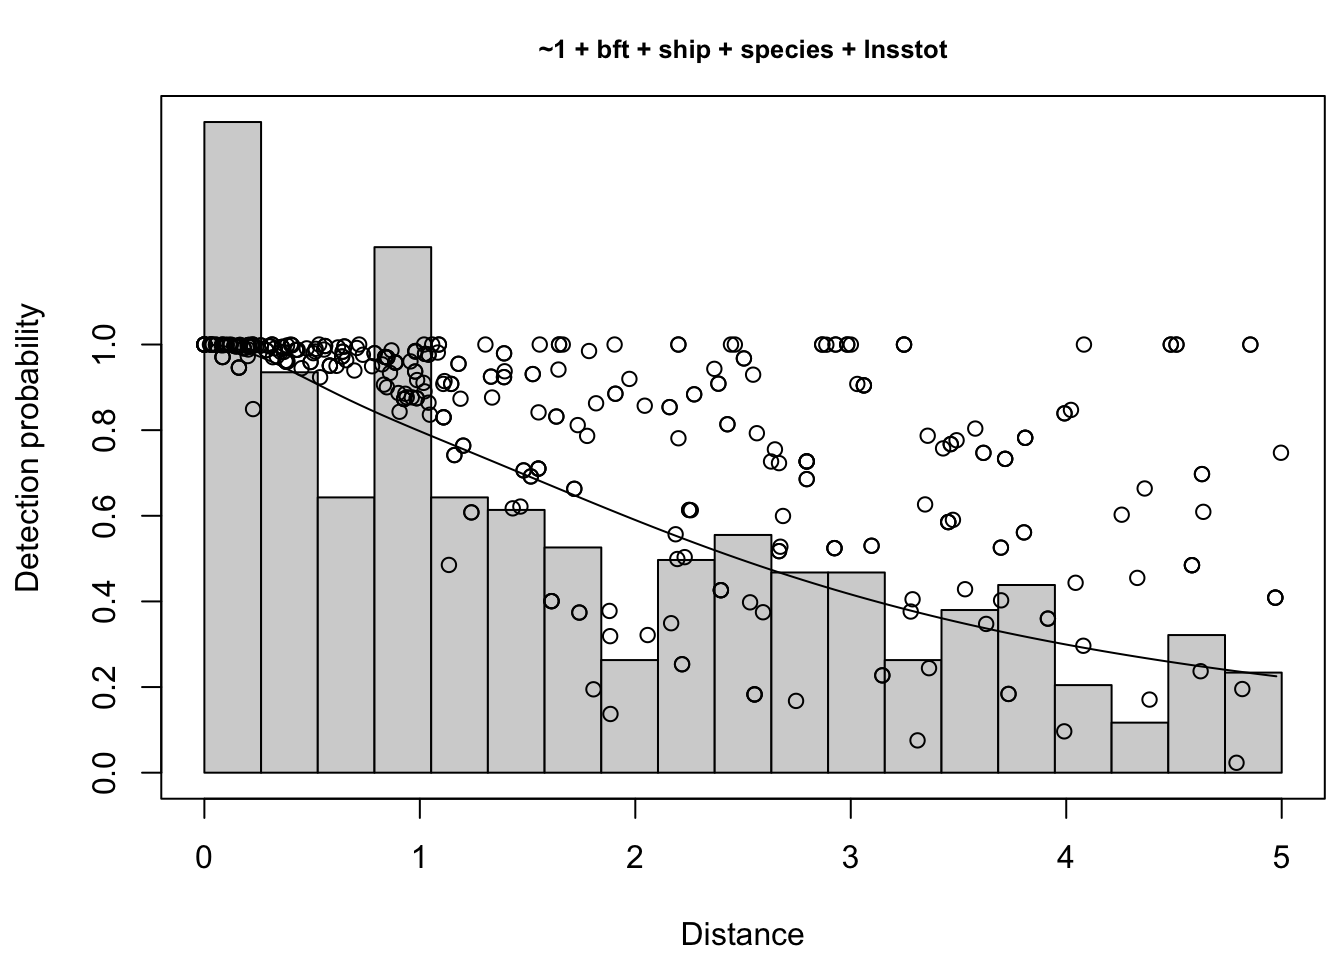 ~1 + bft + ship + species + lnsstot
Detection probability
1.0
0.8
0.6
0.4
0.2
0.0
0 1 2 3 4 5
Distance